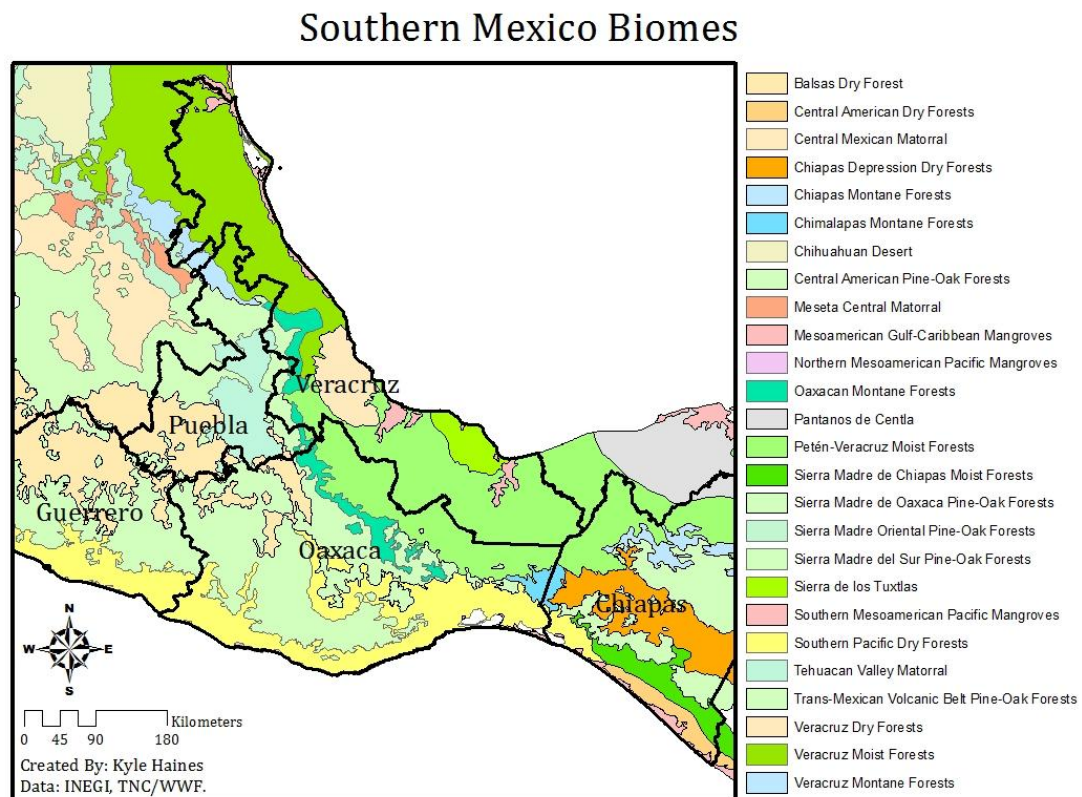 Southern Mexico Biomes
Veracruz
Puebla
Guerrero
Oaxaca
Chiapas
N
W E
S
Kilometers
0 45 90 180
Created By: Kyle Haines
Data: INEGI, TNC/WWF.
Balsas Dry Forest
Central American Dry Forests
Central Mexican Matorral
Chiapas Depression Dry Forests
Chiapas Montane Forests
Chimalapas Montane Forests
Chihuahuan Desert
Central American Pine-Oak Forests
Meseta Central Matorral
Mesoamerican Gulf-Caribbean Mangroves
Northern Mesoamerican Pacific Mangroves
Oaxacan Montane Forests
Pantanos de Centla
Petén-Veracruz Moist Forests
Sierra Madre de Chiapas Moist Forests
Sierra Madre de Oaxaca Pine-Oak Forests
Sierra Madre Oriental Pine-Oak Forests
Sierra Madre del Sur Pine-Oak Forests
Sierra de los Tuxtlas
Southern Mesoamerican Pacific Mangroves
Southern Pacific Dry Forests
Tehuacan Valley Matorral
Trans-Mexican Volcanic Belt Pine-Oak Forests
Veracruz Dry Forests
Veracruz Moist Forests
Veracruz Montane Forests